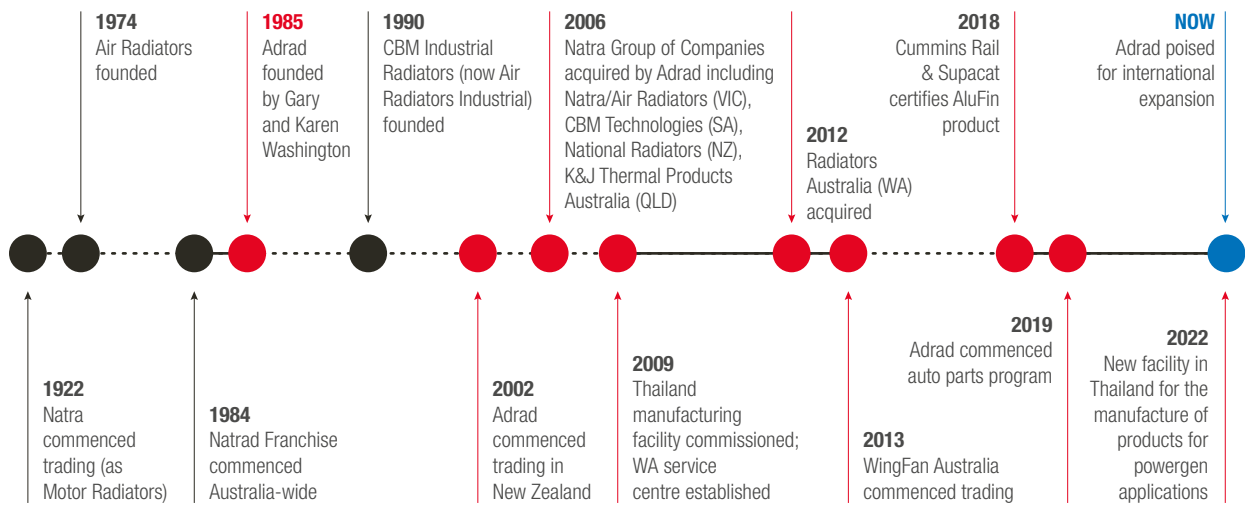 1974
Air Radiators
founded
1985
Adrad
founded
by Gary
and Karen
Washington
1990
CBM Industrial
Radiators (now Air
Radiators Industrial)
founded
2006
Natra Group of Companies
acquired by Adrad including
Natra/Air Radiators (VIC),
CBM Technologies (SA),
National Radiators (NZ),
K&J Thermal Products
Australia (QLD)
2012
Radiators
Australia (WA)
acquired
2018
Cummins Rail
& Supacat
certifies AluFin
product
NOW
Adrad poised
for international
expansion
1922
Natra
commenced
trading (as
Motor Radiators)
1984
Natrad Franchise
commenced
Australia-wide
2002
Adrad
commenced
trading in
New Zealand
2009
Thailand
manufacturing
facility commissioned;
WA service
centre established
2013
WingFan Australia
commenced trading
2019
Adrad commenced
auto parts program
2022
New facility in
Thailand for the
manufacture of
products for
powergen
applications